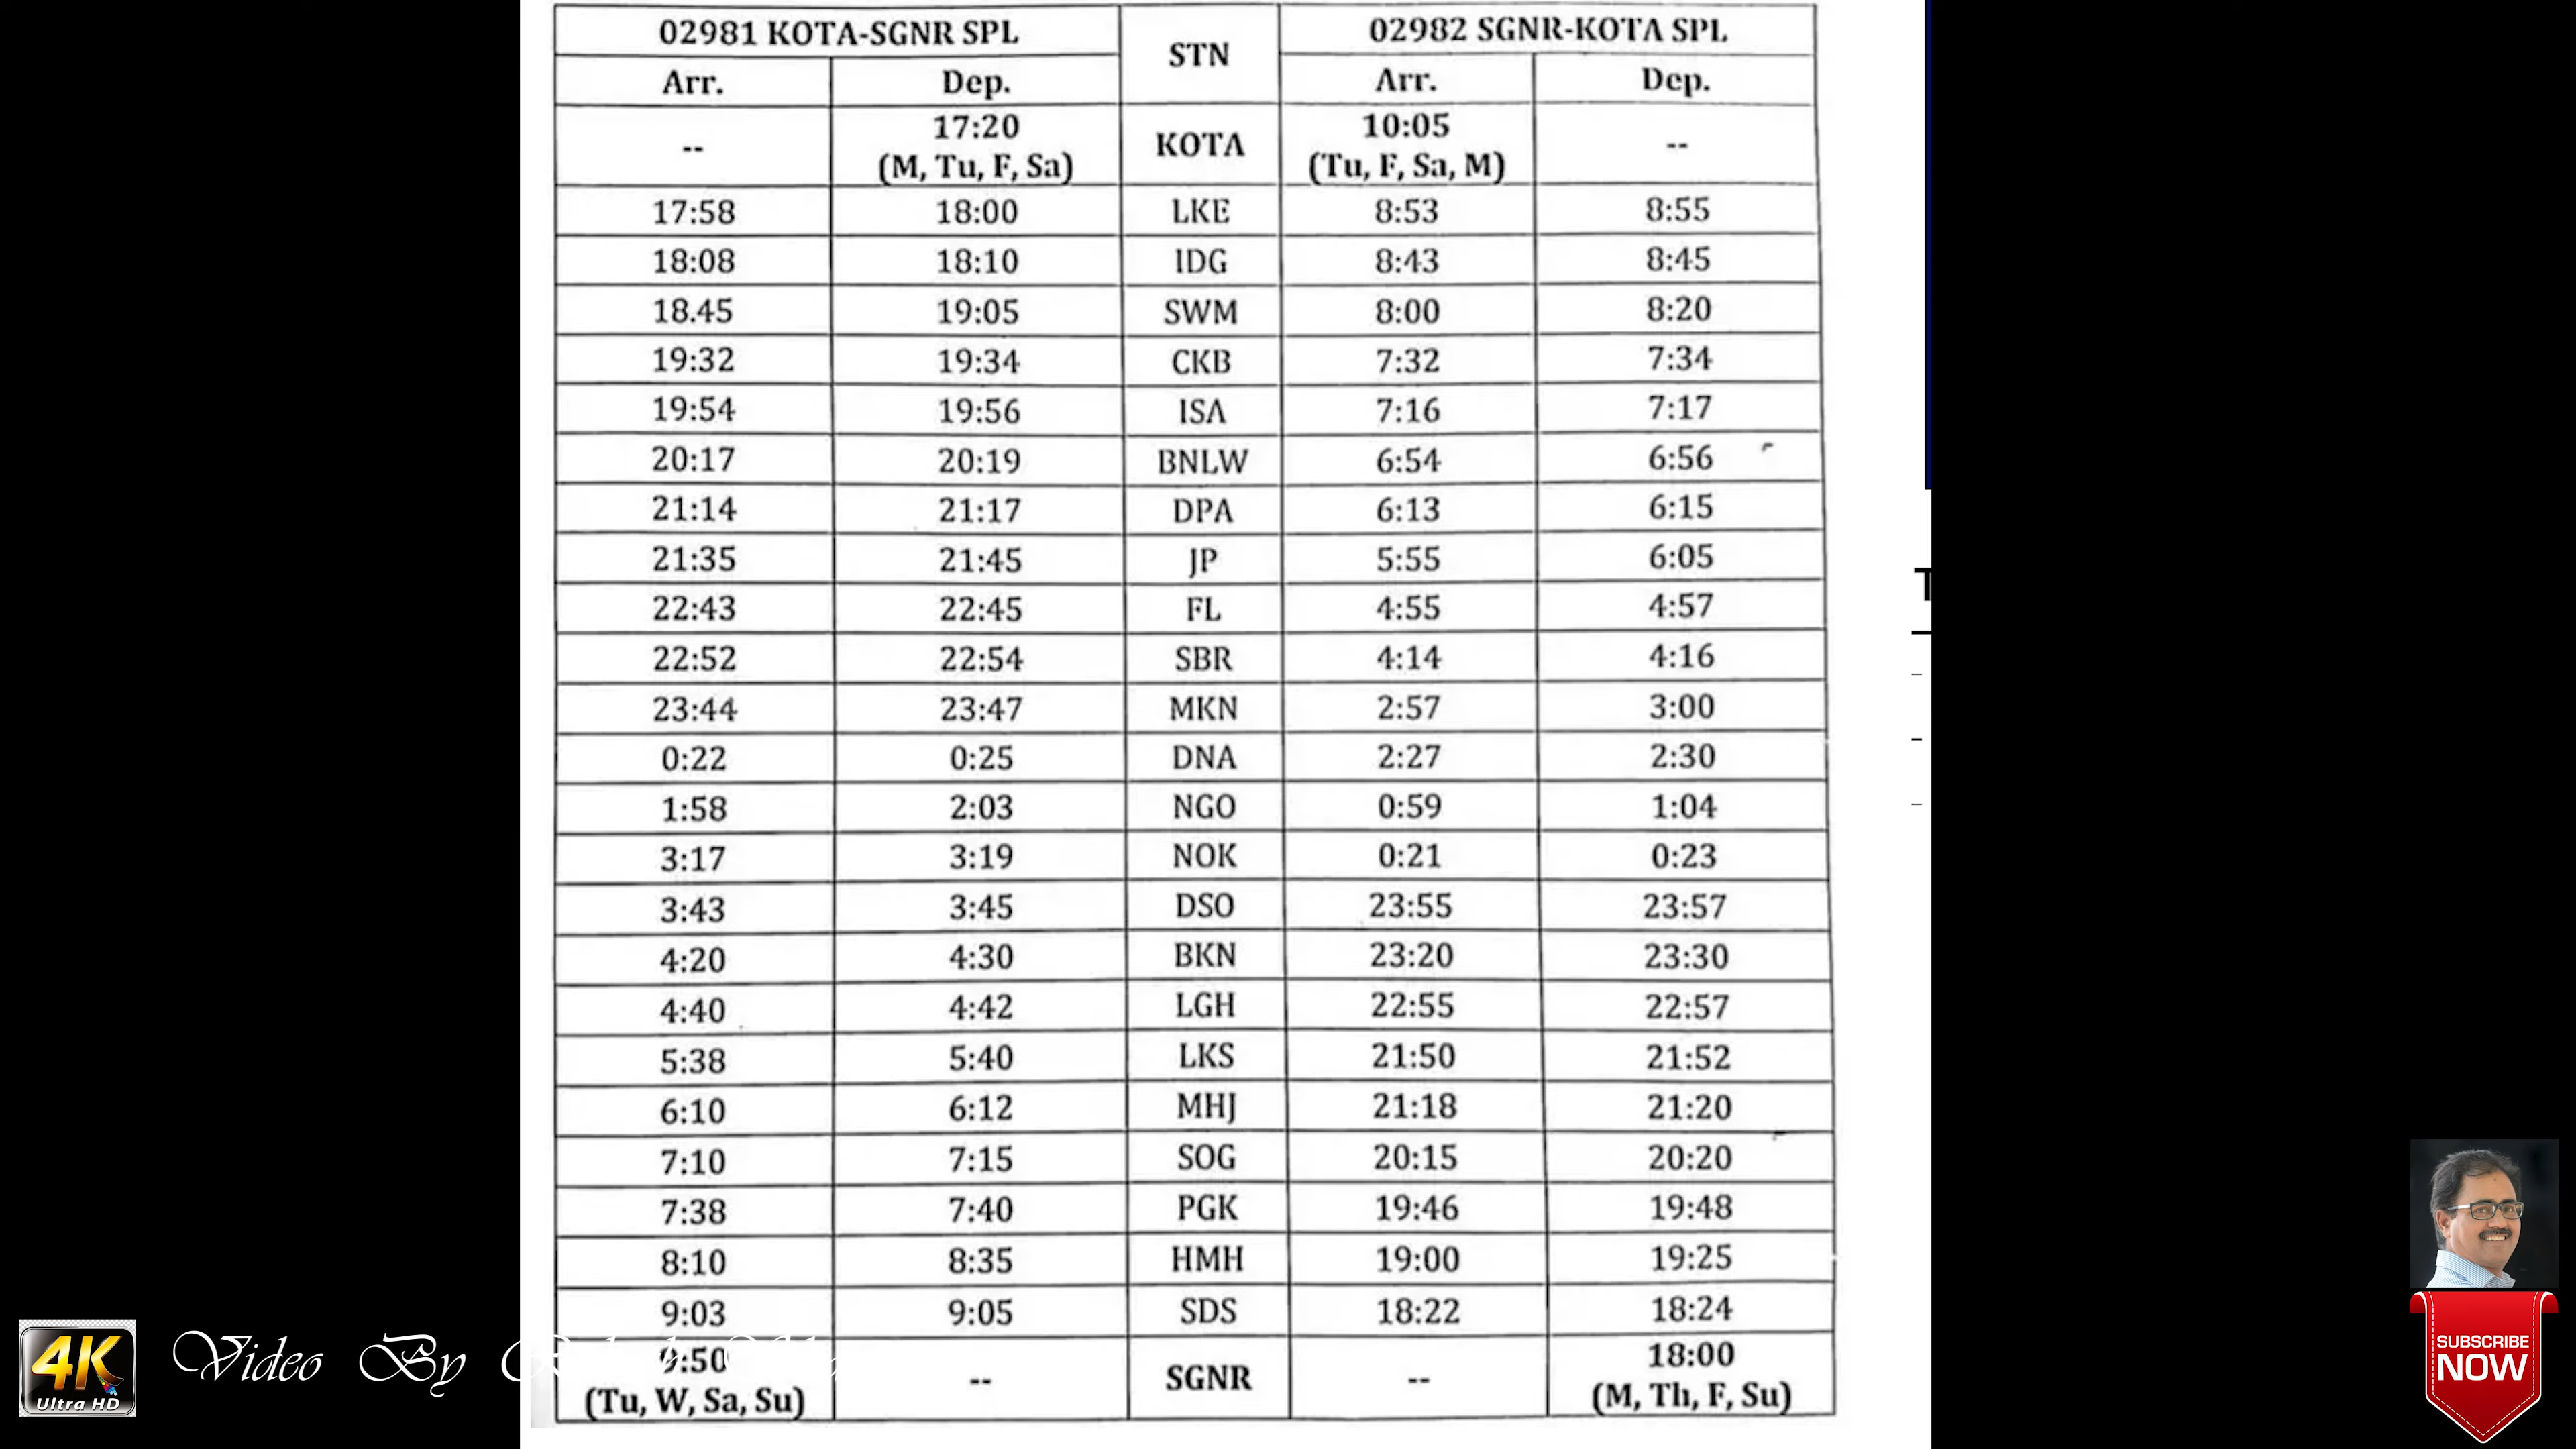 02981 KOTA-SGNR SPL STN 02982 SGNR-KOTA SPL
Arr. Dep. Arr. Dep.
-- 17:20 (M, Tu, F, Sa) KOTA 10:05 (Tu, F, Sa, M) --
17:58 18:00 LKE 8:53 8:55
18:08 18:10 IDG 8:43 8:45
18.45 19:05 SWM 8:00 8:20
19:32 19:34 CKB 7:32 7:34
19:54 19:56 ISA 7:16 7:17
20:17 20:19 BNLW 6:54 6:56
21:14 21:17 DPA 6:13 6:15
21:35 21:45 JP 5:55 6:05
22:43 22:45 FL 4:55 4:57
22:52 22:54 SBR 4:14 4:16
23:44 23:47 MKN 2:57 3:00
0:22 0:25 DNA 2:27 2:30
1:58 2:03 NGO 0:59 1:04
3:17 3:19 NOK 0:21 0:23
3:43 3:45 DSO 23:55 23:57
4:20 4:30 BKN 23:20 23:30
4:40 4:42 LGH 22:55 22:57
5:38 5:40 LKS 21:50 21:52
6:10 6:12 MHJ 21:18 21:20
7:10 7:15 SOG 20:15 20:20
7:38 7:40 PGK 19:46 19:48
8:10 8:35 HMH 19:00 19:25
9:03 9:05 SDS 18:22 18:24
9:50 (Tu, W, Sa, Su) -- SGNR -- 18:00 (M, Th, F, Su)
4K
Ultra HD
Video By
SUBSCRIBE
NOW